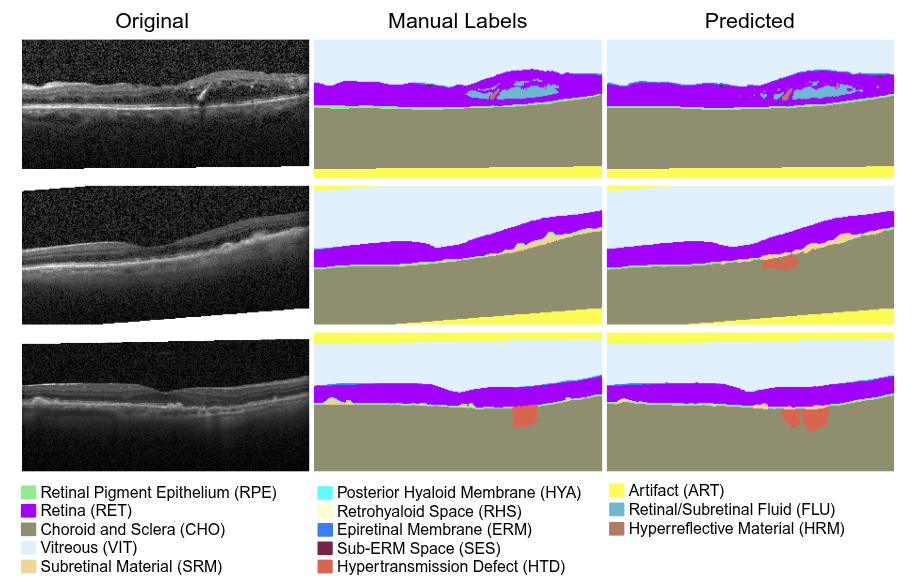 Original
Manual Labels
Predicted
Retinal Pigment Epithelium (RPE)
Retina (RET)
Choroid and Sclera (CHO)
Vitreous (VIT)
Subretinal Material (SRM)
Posterior Hyaloid Membrane (HYA)
Retrohyaloid Space (RHS)
Epiretinal Membrane (ERM)
Sub-ERM Space (SES)
Hypertransmission Defect (HTD)
Artifact (ART)
Retinal/Subretinal Fluid (FLU)
Hyperreflective Material (HRM)